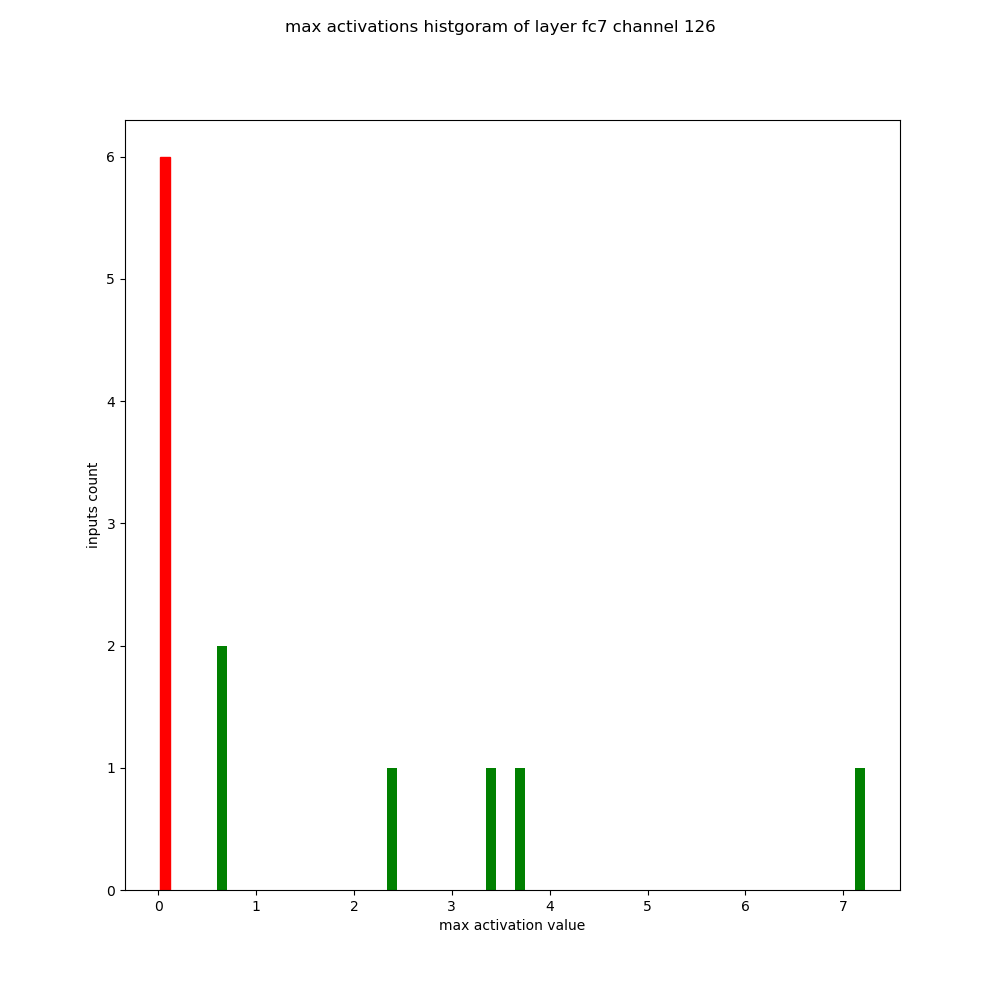 max activations histgoram of layer fc7 channel 126
6
5
4
3
2
1
0
inputs count
0 1 2 3 4 5 6 7
max activation value